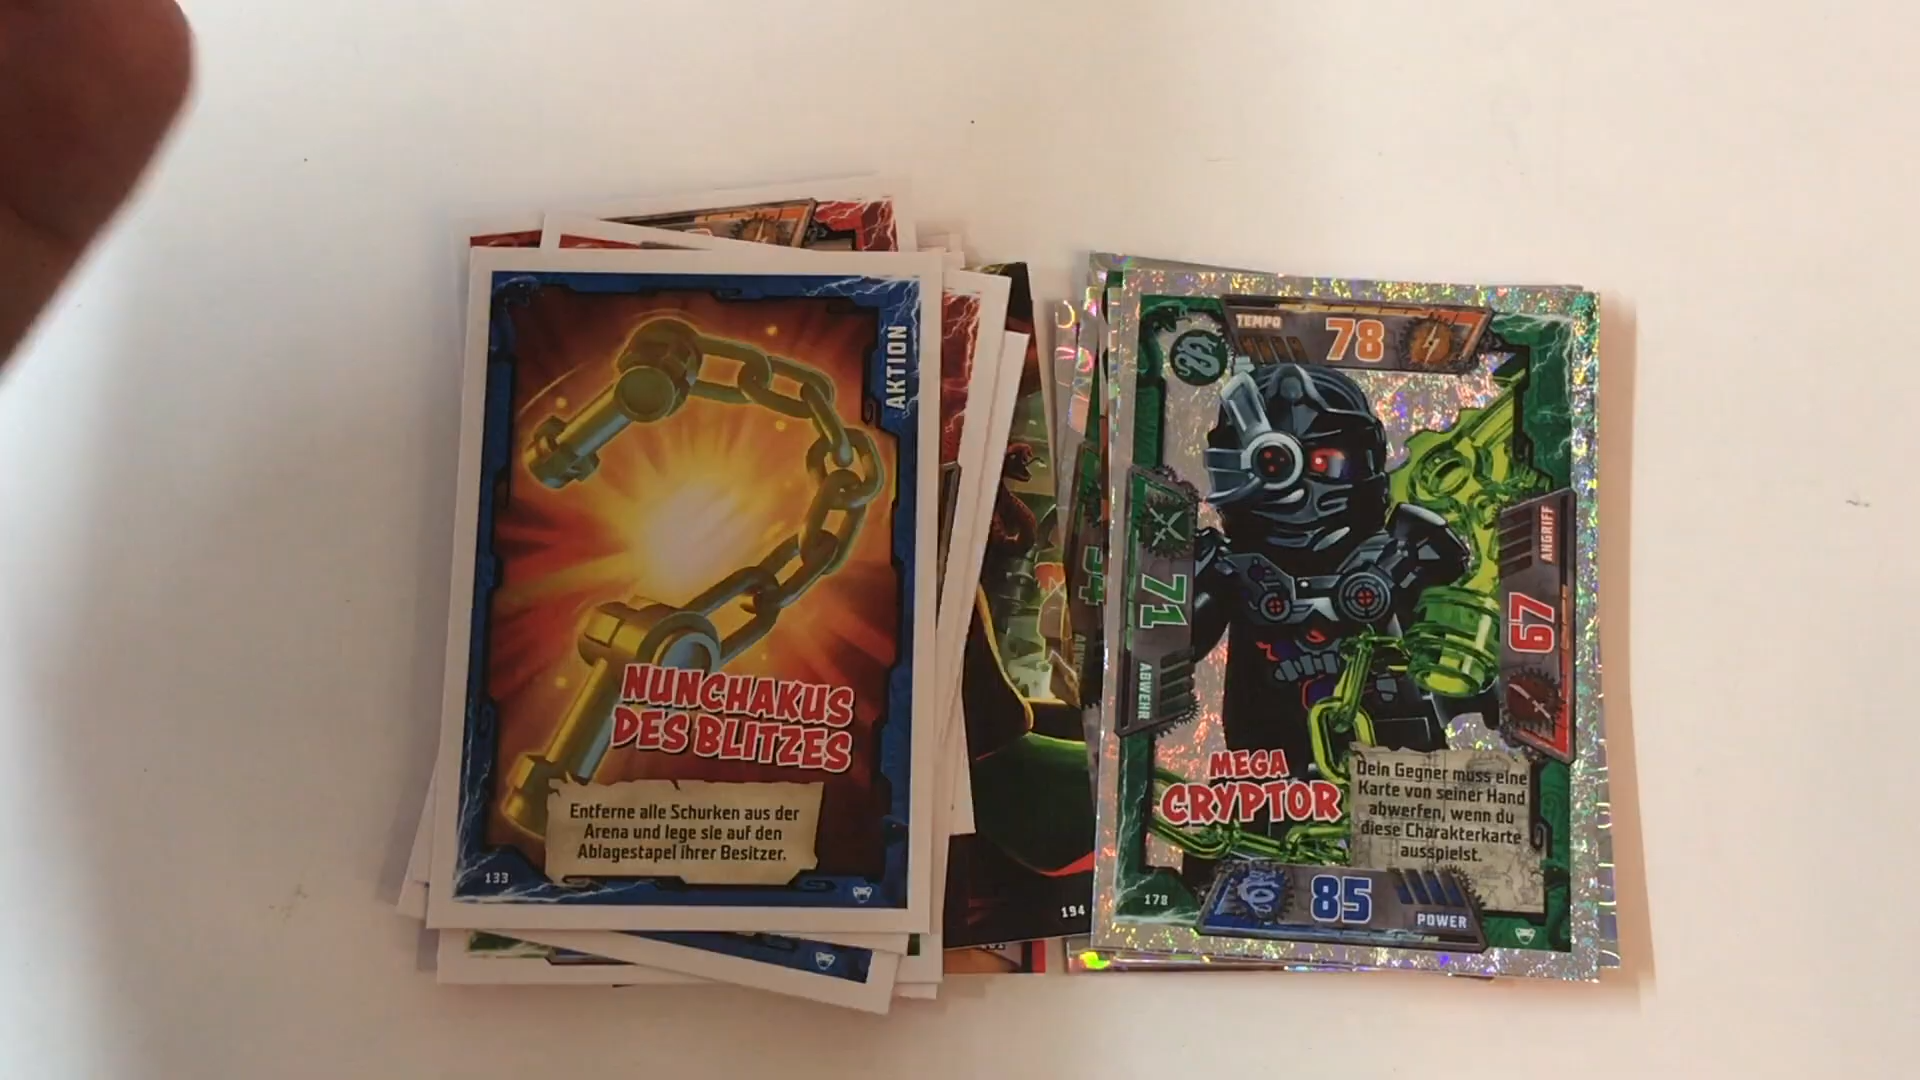 AKTION
NUNCHAKUS
DES BLITZES
Entferne alle Schurken aus der
Arena und lege sie auf den
Ablagestapel ihrer Besitzer.
133
194
TEMPO
78
71
ABWEHR
ANGRIFF
67
MEGA
CRYPTOR
Dein Gegner muss eine
Karte von seiner Hand
abwerfen, wenn du
diese Charakterkarte
ausspielst.
178
85
POWER